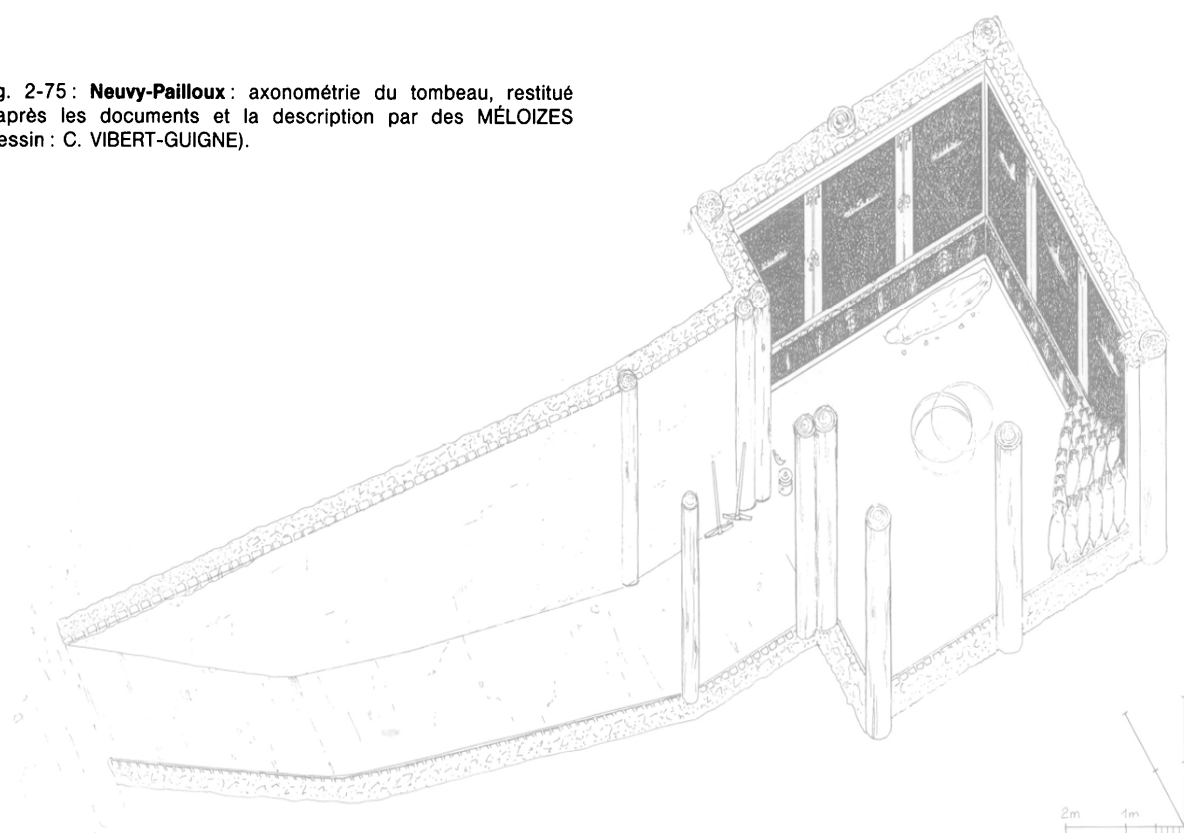 g. 2-75 : Neuvy-Pailloux : axonométrie du tombeau, restitué
après les documents et la description par des MÉLOIZES
essin : C. VIBERT-GUIGNE).
2m 1m